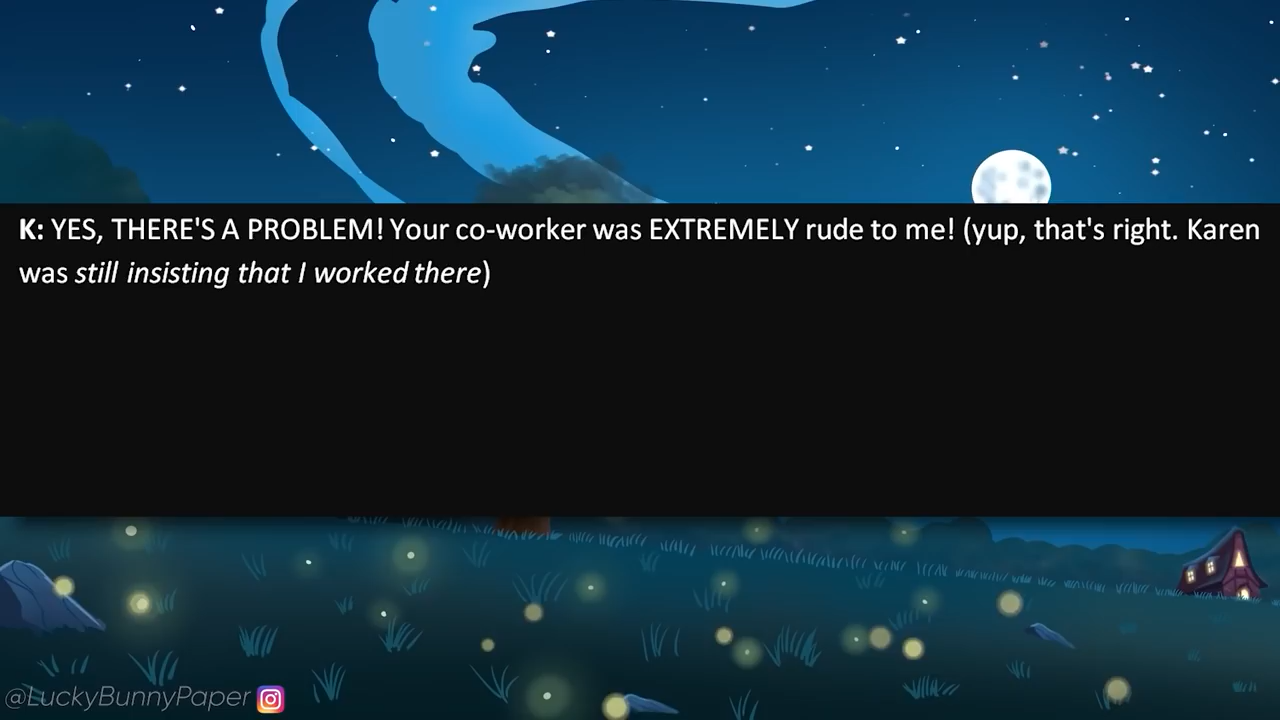 K: YES, THERE'S A PROBLEM! Your co-worker was EXTREMELY rude to me! (yup, that's right. Karen
was still insisting that I worked there)
@LuckyBunnyPaper